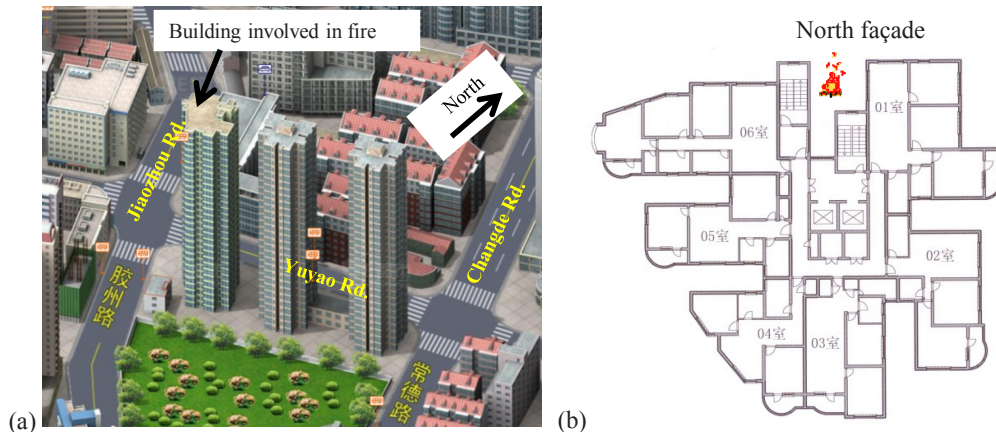 Building involved in fire
North
Jiaozhou Rd.
Yuyao Rd.
Changde Rd.
胶州路
常德路
(a)
North façade
01室
06室
05室
02室
04室
03室
(b)